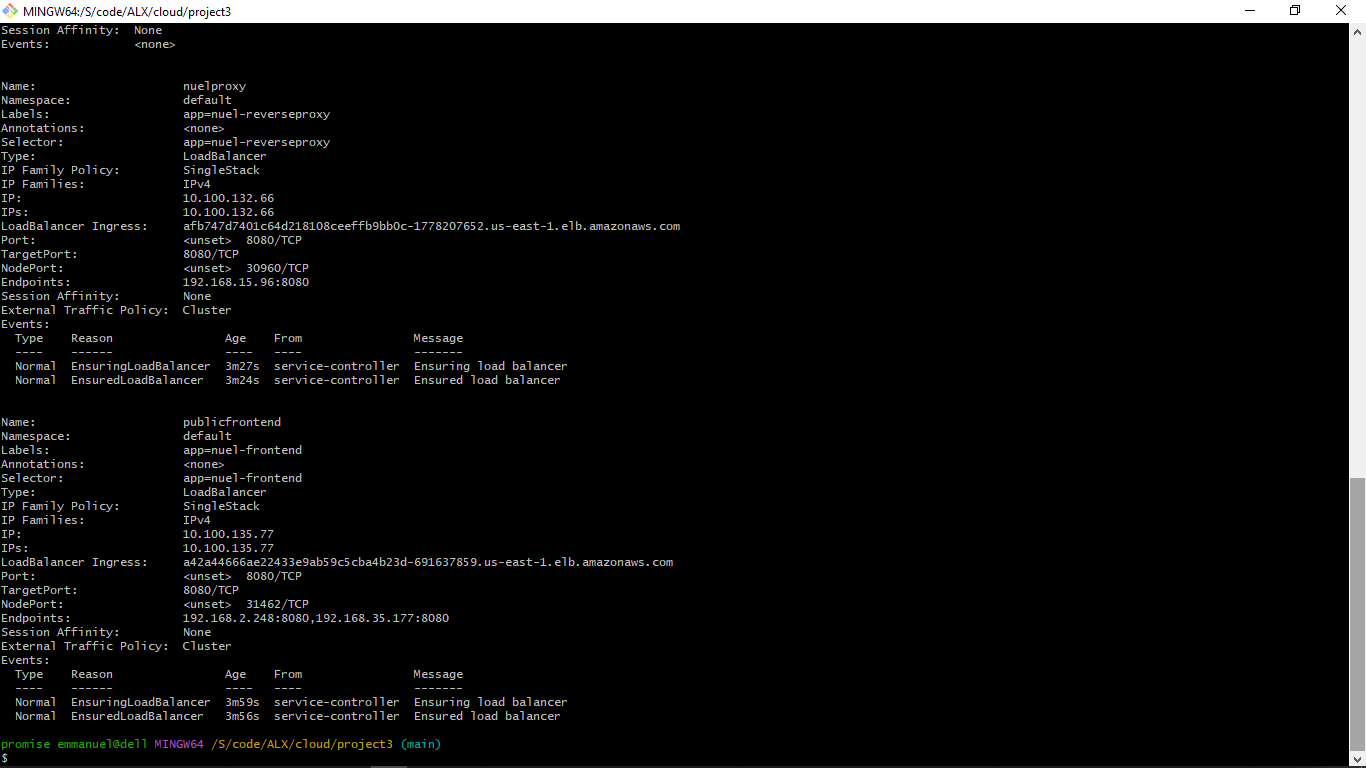 MINGW64:/S/code/ALX/cloud/project3
Session Affinity:  None
Events:            <none>
Name:                     nuelproxy
Namespace:                default
Labels:                   app=nuel-reverseproxy
Annotations:              <none>
Selector:                 app=nuel-reverseproxy
Type:                     LoadBalancer
IP Family Policy:         SingleStack
IP Families:              IPv4
IP:                       10.100.132.66
IPs:                      10.100.132.66
LoadBalancer Ingress:     afb747d7401c64d218108ceeffb9bb0c-1778207652.us-east-1.elb.amazonaws.com
Port:                     <unset>  8080/TCP
TargetPort:               8080/TCP
NodePort:                 <unset>  30960/TCP
Endpoints:                192.168.15.96:8080
Session Affinity:         None
External Traffic Policy:  Cluster
Events:
  Type    Reason                Age    From                Message
  ----    ------                ----   ----                -------
  Normal  EnsuringLoadBalancer  3m27s  service-controller  Ensuring load balancer
  Normal  EnsuredLoadBalancer   3m24s  service-controller  Ensured load balancer
Name:                     publicfrontend
Namespace:                default
Labels:                   app=nuel-frontend
Annotations:              <none>
Selector:                 app=nuel-frontend
Type:                     LoadBalancer
IP Family Policy:         SingleStack
IP Families:              IPv4
IP:                       10.100.135.77
IPs:                      10.100.135.77
LoadBalancer Ingress:     a42a44666ae22433e9ab59c5cba4b23d-691637859.us-east-1.elb.amazonaws.com
Port:                     <unset>  8080/TCP
TargetPort:               8080/TCP
NodePort:                 <unset>  31462/TCP
Endpoints:                192.168.2.248:8080,192.168.35.177:8080
Session Affinity:         None
External Traffic Policy:  Cluster
Events:
  Type    Reason                Age    From                Message
  ----    ------                ----   ----                -------
  Normal  EnsuringLoadBalancer  3m59s  service-controller  Ensuring load balancer
  Normal  EnsuredLoadBalancer   3m56s  service-controller  Ensured load balancer
promise emmanuel@dell MINGW64 /S/code/ALX/cloud/project3 (main)
$